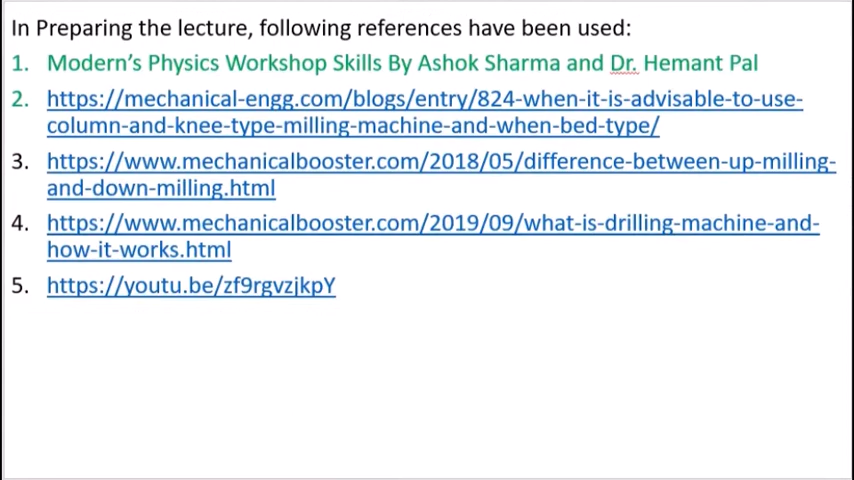 In Preparing the lecture, following references have been used:
1. Modern's Physics Workshop Skills By Ashok Sharma and Dr. Hemant Pal
2. https://mechanical-engg.com/blogs/entry/824-when-it-is-advisable-to-use-
column-and-knee-type-milling-machine-and-when-bed-type/
3. https://www.mechanicalbooster.com/2018/05/difference-between-up-milling-
and-down-milling.html
4. https://www.mechanicalbooster.com/2019/09/what-is-drilling-machine-and-
how-it-works.html
5. https://youtu.be/zf9rgvzjkpY